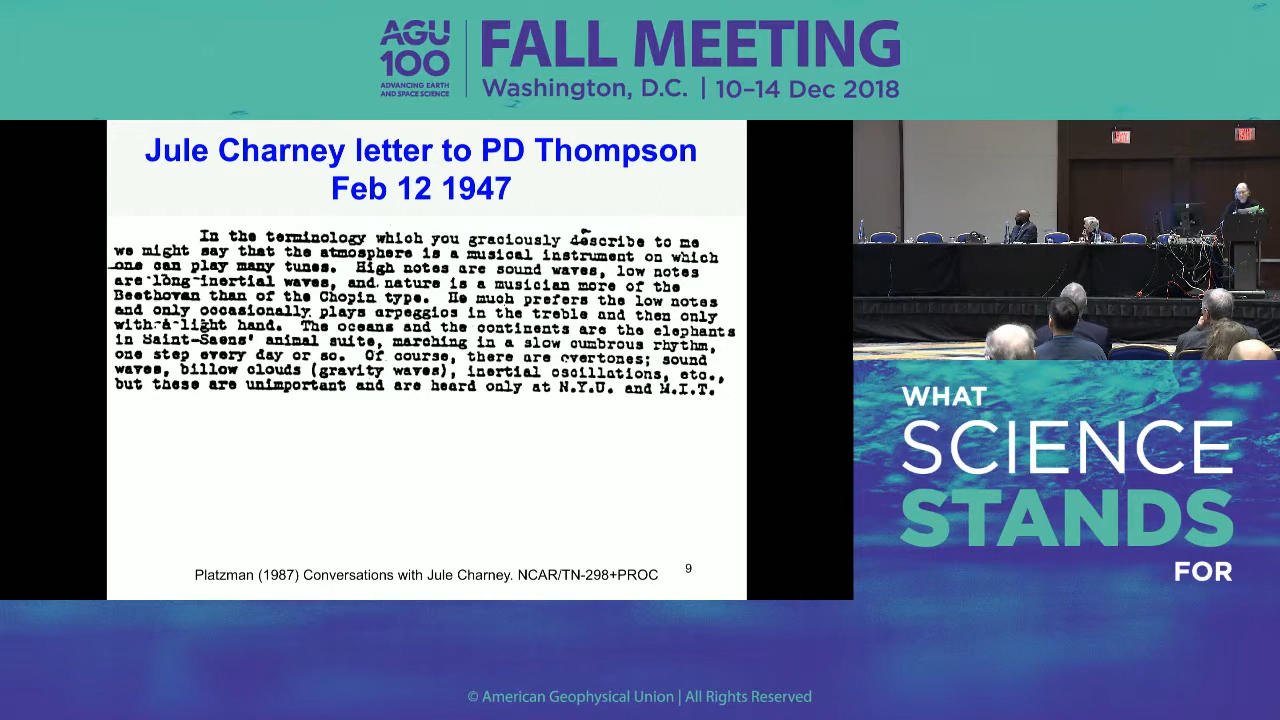 AGU
100
ADVANCING EARTH
AND SPACE SCIENCE
FALL MEETING
Washington, D.C. | 10–14 Dec 2018
Jule Charney letter to PD Thompson
Feb 12 1947
In the terminology which you graciously describe to me
we might say that the atmosphere is a musical instrument on which
one can play many tunes. High notes are sound waves, low notes
are long inertial waves, and nature is a musician more of the
Beethovan than of the Chopin type. He much prefers the low notes
and only occasionally plays arpeggios in the treble and then only
with a light hand. The oceans and the continents are the elephants
in Saint-Saens' animal suite, marching in a slow cumbrous rhythm,
one step every day or so. Of course, there are overtones; sound
waves, billow clouds (gravity waves), inertial oscillations, etc.,
but these are unimportant and are heard only at N.Y.U. and M.I.T.
Platzman (1987) Conversations with Jule Charney. NCAR/TN-298+PROC
9
WHAT
SCIENCE
STANDS
FOR
© American Geophysical Union | All Rights Reserved